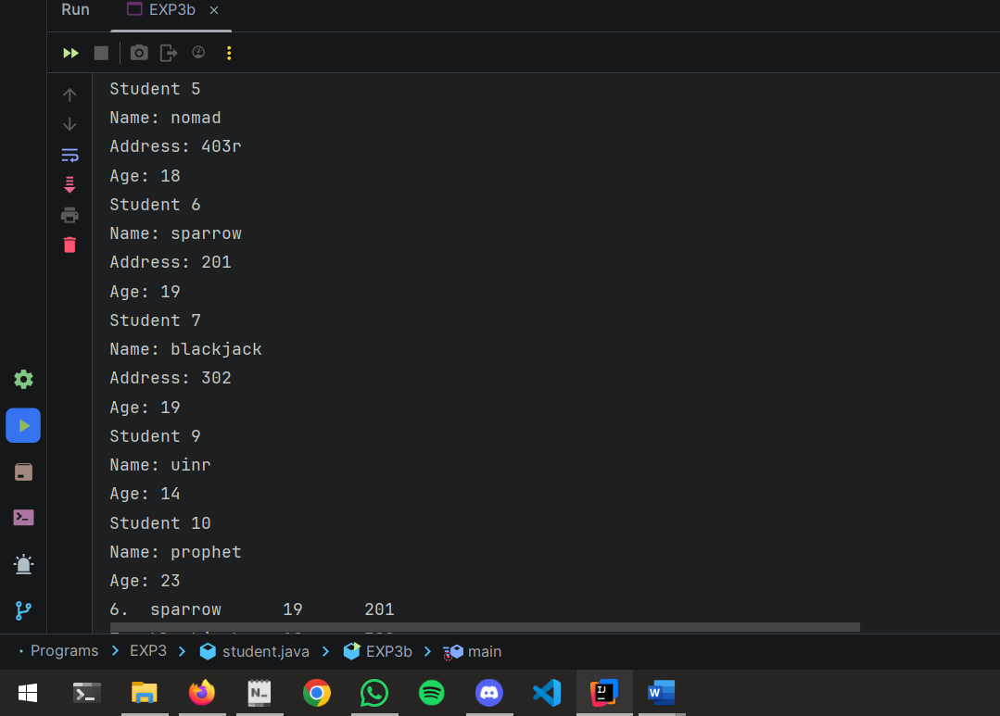 Run EXP3b ×
Student 5
Name: nomad
Address: 403r
Age: 18
Student 6
Name: sparrow
Address: 201
Age: 19
Student 7
Name: blackjack
Address: 302
Age: 19
Student 9
Name: uinr
Age: 14
Student 10
Name: prophet
Age: 23
6. sparrow 19 201
Programs > EXP3 > student.java > EXP3b > main